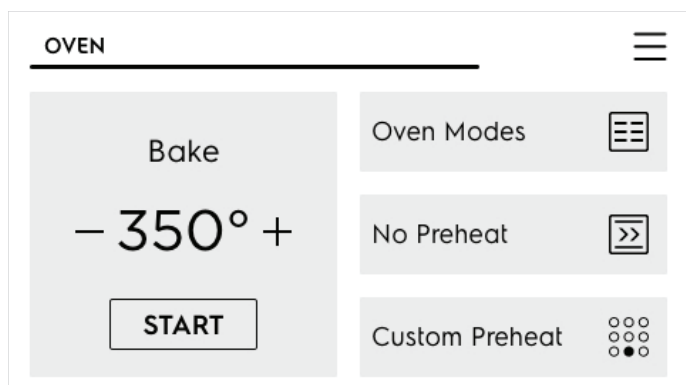 OVEN
Bake
− 350° +
START
Oven Modes
No Preheat
Custom Preheat